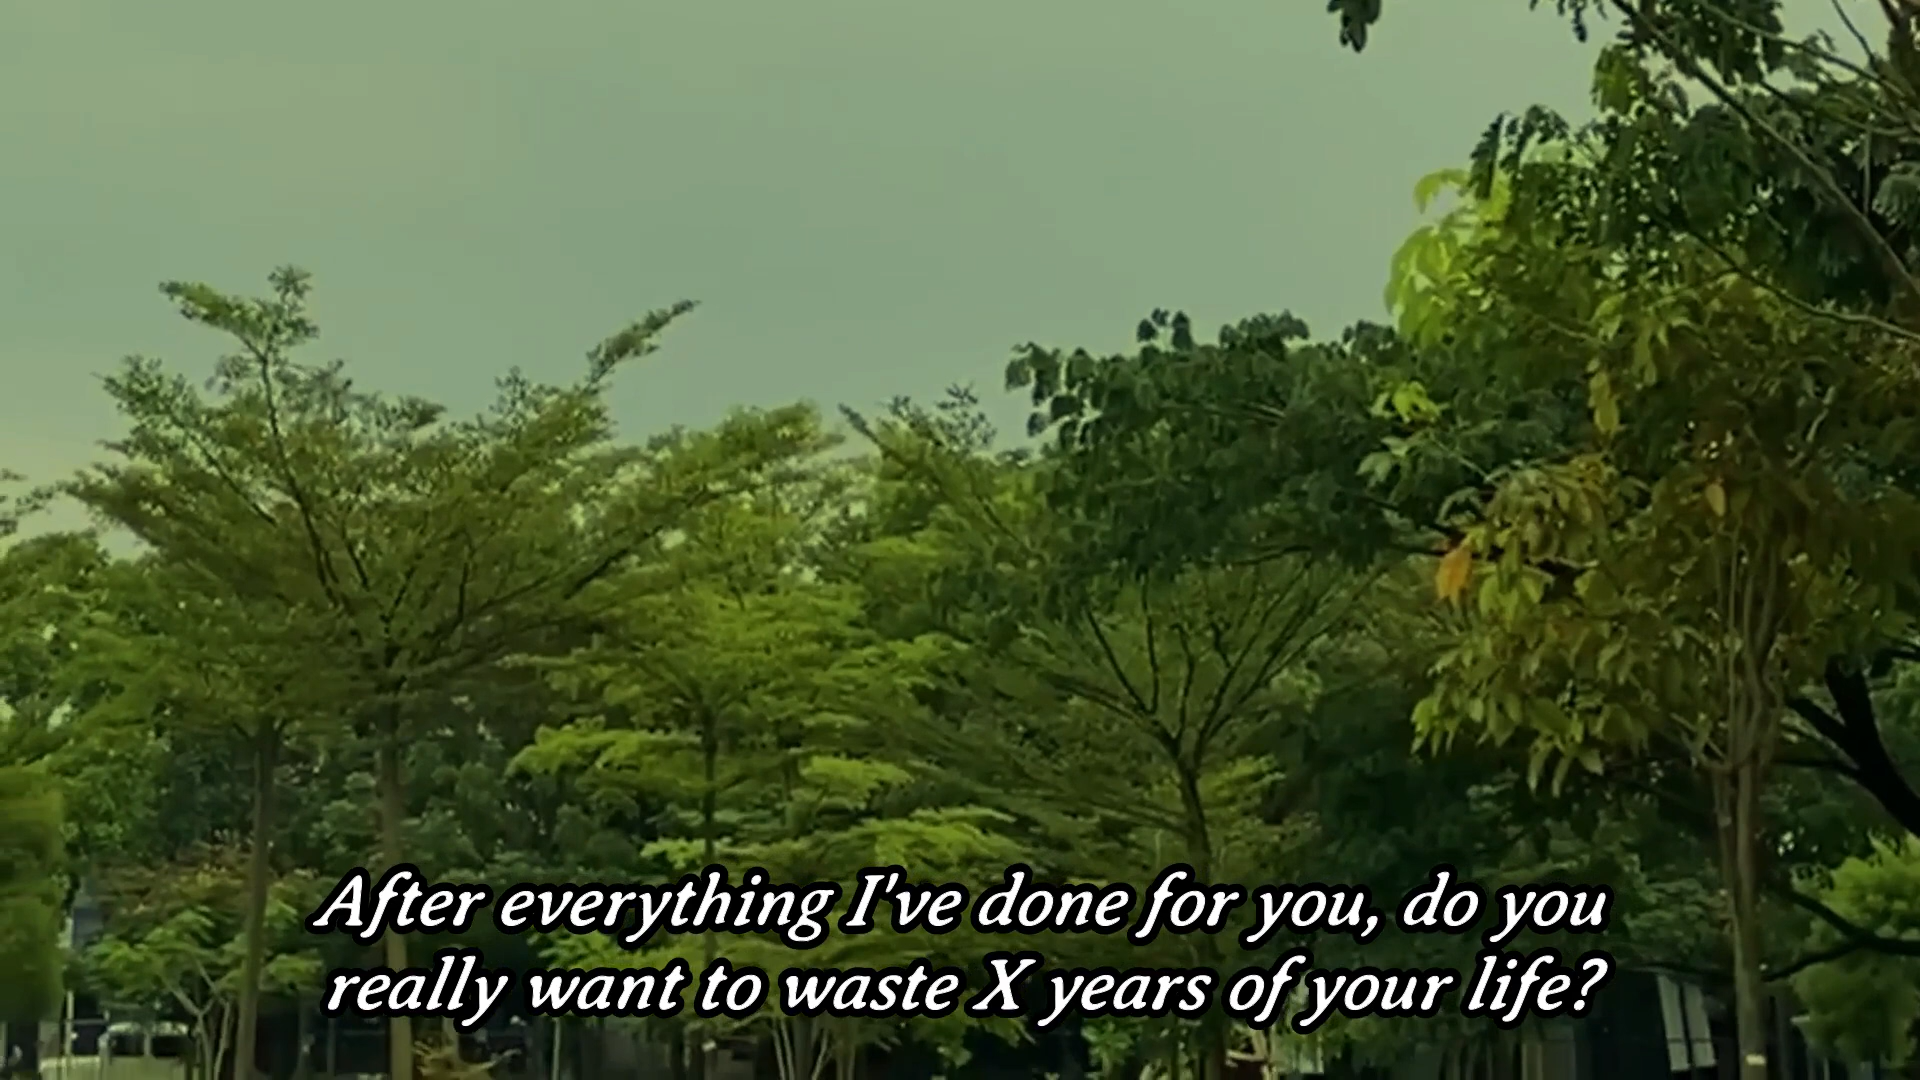 After everything I've done for you, do you
really want to waste X years of your life?